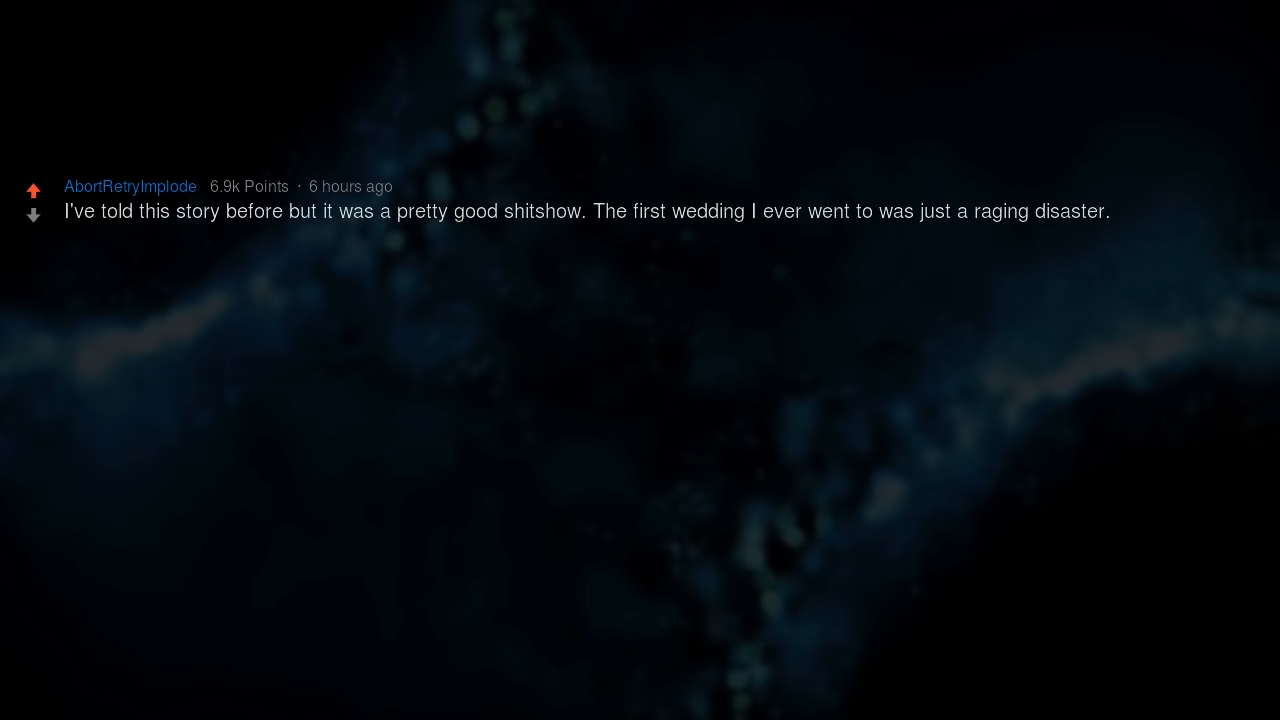 AbortRetryImplode 6.9k Points · 6 hours ago
I've told this story before but it was a pretty good shitshow. The first wedding I ever went to was just a raging disaster.